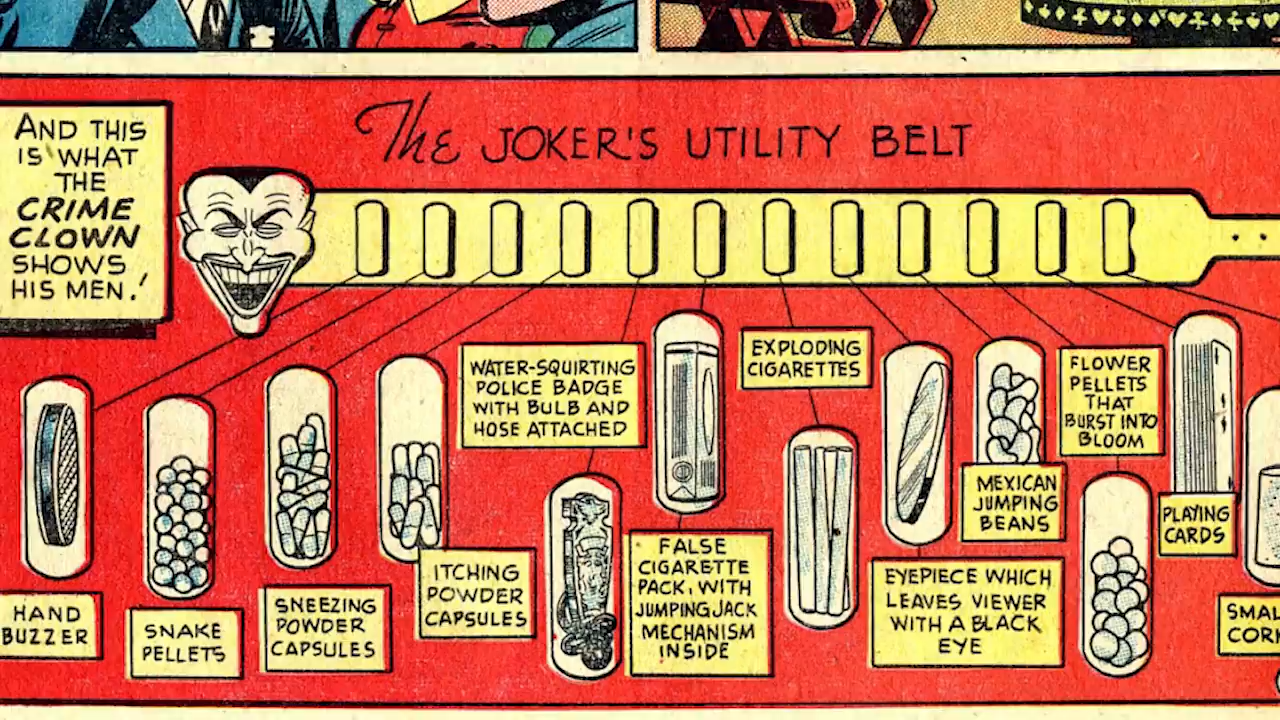 AND THIS
IS WHAT
THE
CRIME
CLOWN
SHOWS
HIS MEN!
The JOKER'S UTILITY BELT
HAND
BUZZER
SNAKE
PELLETS
SNEEZING
POWDER
CAPSULES
ITCHING
POWDER
CAPSULES
WATER-SQUIRTING
POLICE BADGE
WITH BULB AND
HOSE ATTACHED
FALSE
CIGARETTE
PACK, WITH
JUMPING JACK
MECHANISM
INSIDE
EXPLODING
CIGARETTES
EYEPIECE WHICH
LEAVES VIEWER
WITH A BLACK
EYE
MEXICAN
JUMPING
BEANS
FLOWER
PELLETS
THAT
BURST INTO
BLOOM
PLAYING
CARDS